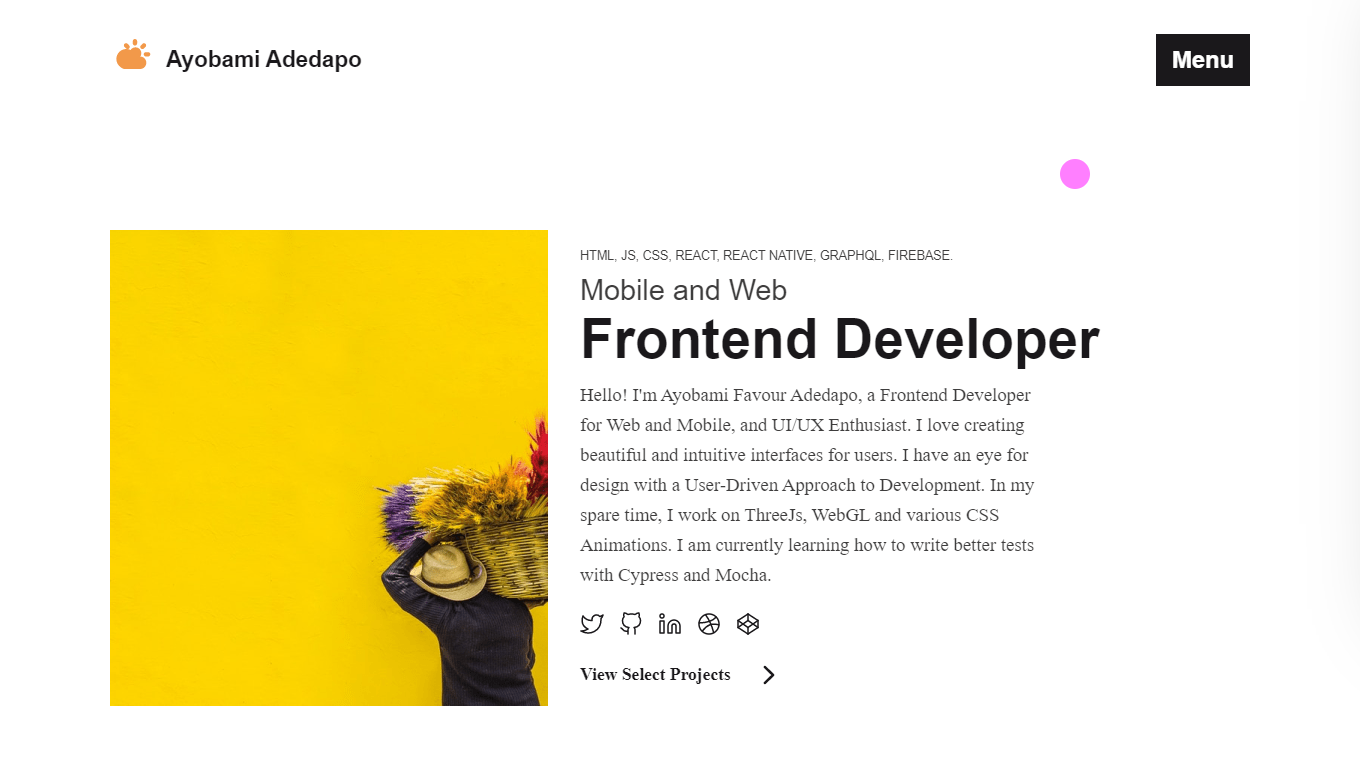 Ayobami Adedapo
Menu
HTML, JS, CSS, REACT, REACT NATIVE, GRAPHQL, FIREBASE.
Mobile and Web
Frontend Developer
Hello! I'm Ayobami Favour Adedapo, a Frontend Developer
for Web and Mobile, and UI/UX Enthusiast. I love creating
beautiful and intuitive interfaces for users. I have an eye for
design with a User-Driven Approach to Development. In my
spare time, I work on ThreeJs, WebGL and various CSS
Animations. I am currently learning how to write better tests
with Cypress and Mocha.
View Select Projects